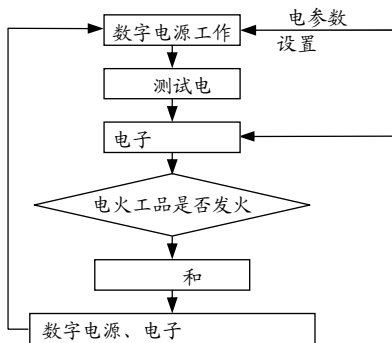 数字电源工作
电参数
设置
测试电
电子
电火工品是否发火
和
数字电源、电子